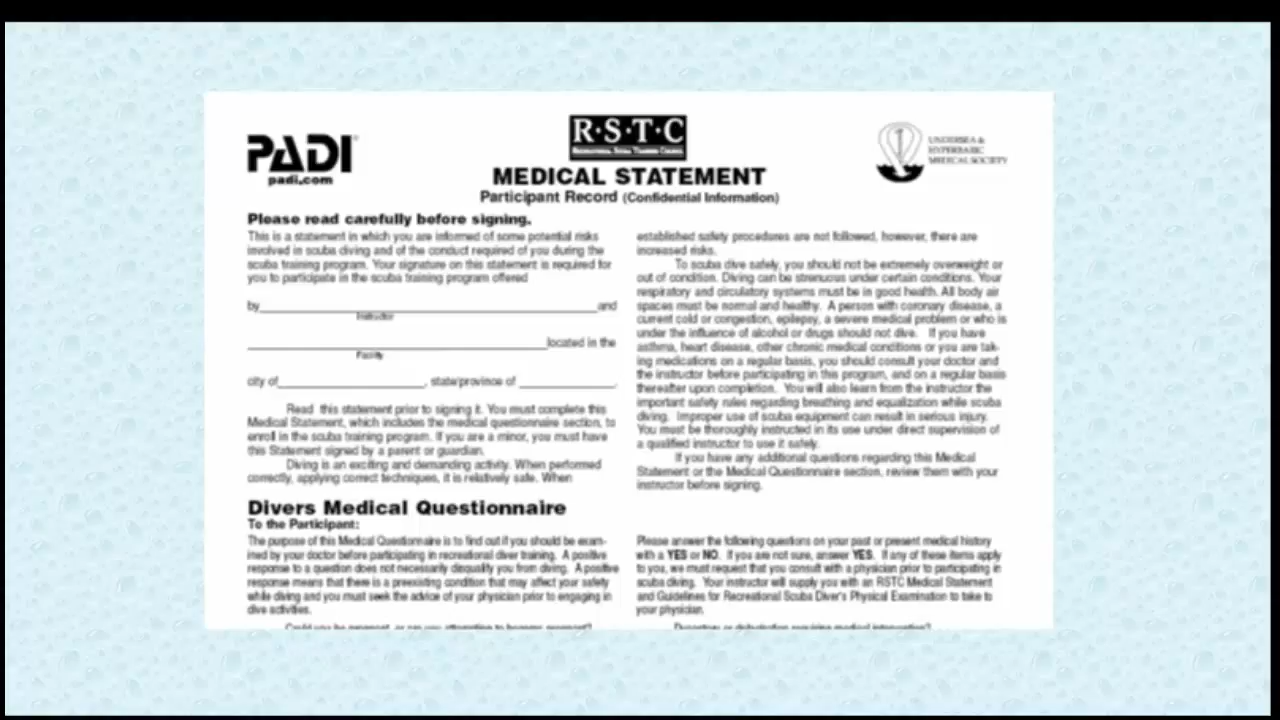 PADI
padi.com
R·S·T·C
MEDICAL STATEMENT
Participant Record (Confidential Information)
UNDERSEA &
HYPERBARIC
MEDICAL SOCIETY
Please read carefully before signing.
This is a statement in which you are informed of some potential risks
involved in scuba diving and of the conduct required of you during the
scuba training program. Your signature on this statement is required for
you to participate in the scuba training program offered
by and
Instructor
located in the
Facility
city of , state/province of .
Read this statement prior to signing it. You must complete this
Medical Statement, which includes the medical questionnaire section, to
enroll in the scuba training program. If you are a minor, you must have
this Statement signed by a parent or guardian.
Diving is an exciting and demanding activity. When performed
correctly, applying correct techniques, it is relatively safe. When
established safety procedures are not followed, however, there are
increased risks.
To scuba dive safely, you should not be extremely overweight or
out of condition. Diving can be strenuous under certain conditions. Your
respiratory and circulatory systems must be in good health. All body air
spaces must be normal and healthy. A person with coronary disease, a
current cold or congestion, epilepsy, a severe medical problem or who is
under the influence of alcohol or drugs should not dive. If you have
asthma, heart disease, other chronic medical conditions or you are tak-
ing medications on a regular basis, you should consult your doctor and
the instructor before participating in this program, and on a regular basis
thereafter upon completion. You will also learn from the instructor the
important safety rules regarding breathing and equalization while scuba
diving. Improper use of scuba equipment can result in serious injury.
You must be thoroughly instructed in its use under direct supervision of
a qualified instructor to use it safely.
If you have any additional questions regarding this Medical
Statement or the Medical Questionnaire section, review them with your
instructor before signing.
Divers Medical Questionnaire
To the Participant:
The purpose of this Medical Questionnaire is to find out if you should be exam-
ined by your doctor before participating in recreational diver training. A positive
response to a question does not necessarily disqualify you from diving. A positive
response means that there is a preexisting condition that may affect your safety
while diving and you must seek the advice of your physician prior to engaging in
dive activities.
Please answer the following questions on your past or present medical history
with a YES or NO. If you are not sure, answer YES. If any of these items apply
to you, we must request that you consult with a physician prior to participating in
scuba diving. Your instructor will supply you with an RSTC Medical Statement
and Guidelines for Recreational Scuba Diver's Physical Examination to take to
your physician.